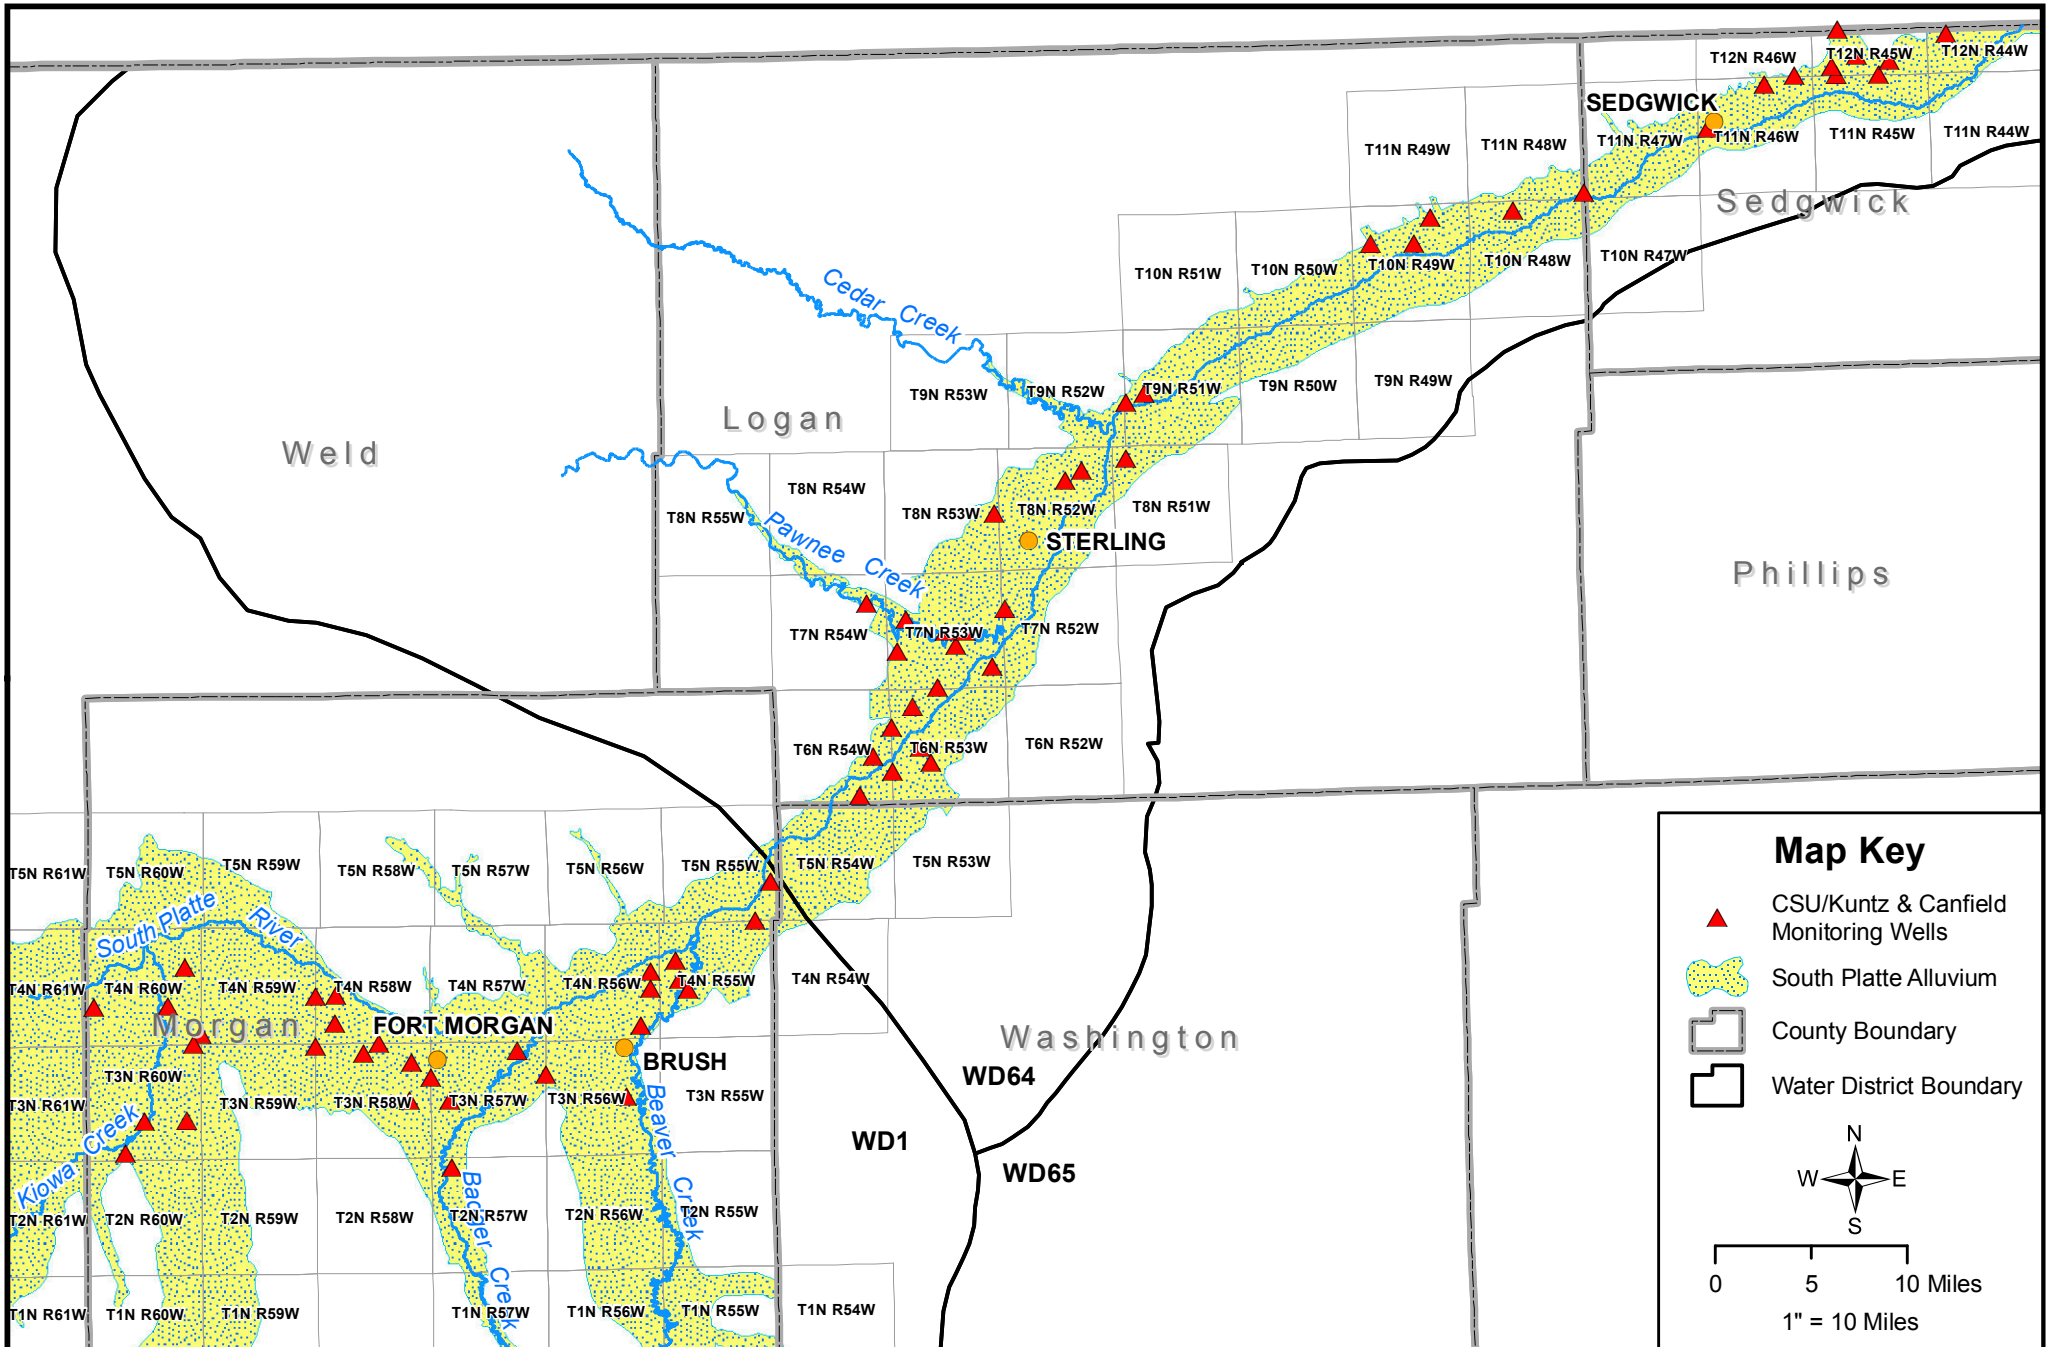 T12N R46W
T12N R45W
T12N R44W
SEDGWICK
T11N R49W
T11N R48W
T11N R47W
T11N R46W
T11N R45W
T11N R44W
Sedgwick
T10N R51W
T10N R50W
T10N R49W
T10N R48W
T10N R47W
Cedar Creek
T9N R53W
T9N R52W
T9N R51W
T9N R50W
T9N R49W
Logan
Weld
T8N R55W
T8N R54W
T8N R53W
T8N R52W
T8N R51W
STERLING
Pawnee Creek
Phillips
T7N R54W
T7N R53W
T7N R52W
T6N R54W
T6N R53W
T6N R52W
T5N R61W
T5N R60W
T5N R59W
T5N R58W
T5N R57W
T5N R56W
T5N R55W
T5N R54W
T5N R53W
South Platte River
T4N R61W
T4N R60W
T4N R59W
T4N R58W
T4N R57W
T4N R56W
T4N R55W
T4N R54W
Morgan
FORT MORGAN
BRUSH
Washington
WD64
WD1
WD65
T3N R61W
T3N R60W
T3N R59W
T3N R58W
T3N R57W
T3N R56W
T3N R55W
Kiowa Creek
Badger Creek
Beaver Creek
T2N R61W
T2N R60W
T2N R59W
T2N R58W
T2N R57W
T2N R56W
T2N R55W
T1N R61W
T1N R60W
T1N R59W
T1N R57W
T1N R56W
T1N R55W
T1N R54W
Map Key
CSU/Kuntz & Canfield
Monitoring Wells
South Platte Alluvium
County Boundary
Water District Boundary
N
W E
S
0 5 10 Miles
1" = 10 Miles